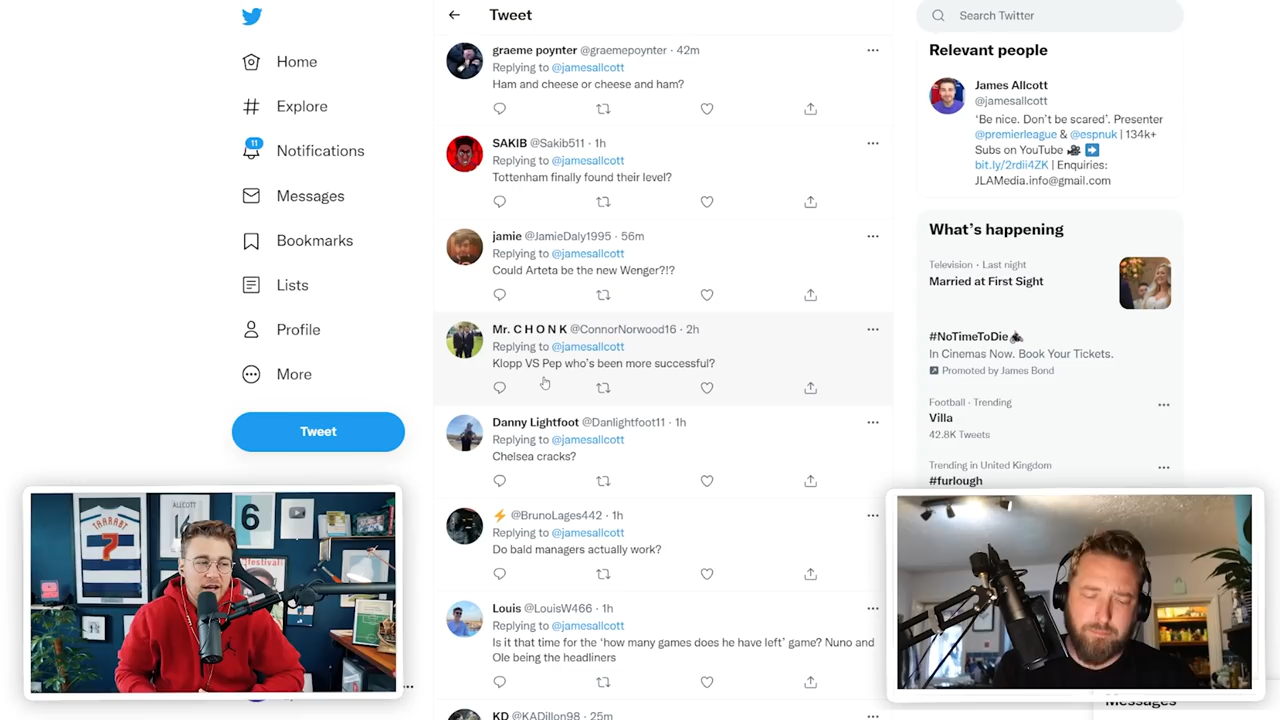 Home
Explore
11
Notifications
Messages
Bookmarks
Lists
Profile
More
Tweet
Tweet
graeme poynter @graemepoynter · 42m
Replying to @jamesallcott
Ham and cheese or cheese and ham?
SAKIB @Sakib511 · 1h
Replying to @jamesallcott
Tottenham finally found their level?
jamie @JamieDaly1995 · 56m
Replying to @jamesallcott
Could Arteta be the new Wenger?!?
Mr. C H O N K @ConnorNorwood16 · 2h
Replying to @jamesallcott
Klopp VS Pep who's been more successful?
Danny Lightfoot @Danlightfoot11 · 1h
Replying to @jamesallcott
Chelsea cracks?
⚡ @BrunoLages442 · 1h
Replying to @jamesallcott
Do bald managers actually work?
Louis @LouisW466 · 1h
Replying to @jamesallcott
Is it that time for the 'how many games does he have left' game? Nuno and
Ole being the headliners
KD @KADillon98 · 25m
Search Twitter
Relevant people
James Allcott
@jamesallcott
'Be nice. Don't be scared'. Presenter
@premierleague & @espnuk | 134k+
Subs on YouTube 🎥 ➡️
bit.ly/2rdii4ZK | Enquiries:
JLAMedia.info@gmail.com
What's happening
Television · Last night
Married at First Sight
#NoTimeToDie
In Cinemas Now. Book Your Tickets.
Promoted by James Bond
Football · Trending
Villa
42.8K Tweets
Trending in United Kingdom
#furlough
Messages
TAARABT
7
ALLCOTT
16
6